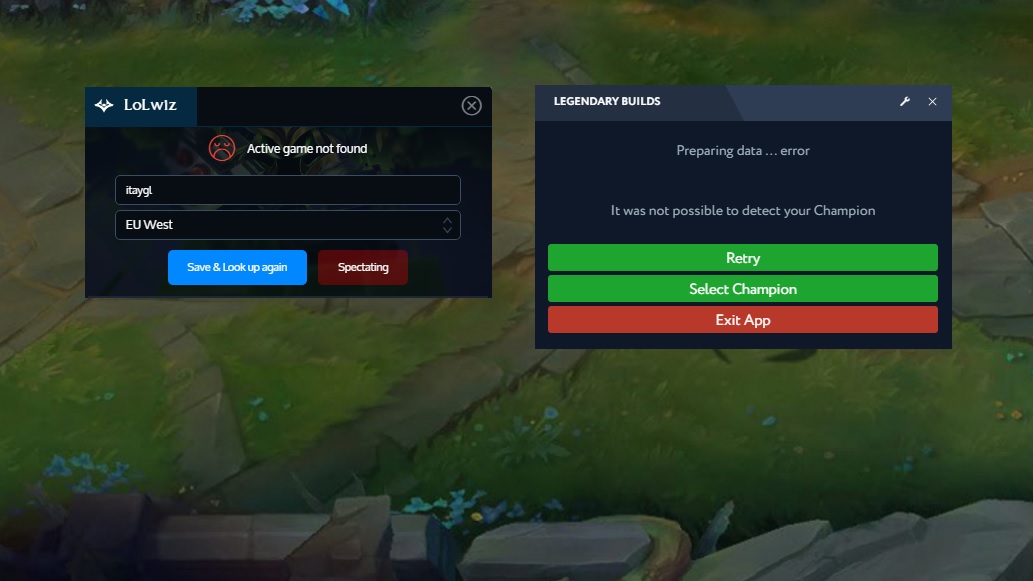 LoLwiz
Active game not found
itaygl
EU West
Save & Look up again
Spectating
LEGENDARY BUILDS
Preparing data ... error
It was not possible to detect your Champion
Retry
Select Champion
Exit App